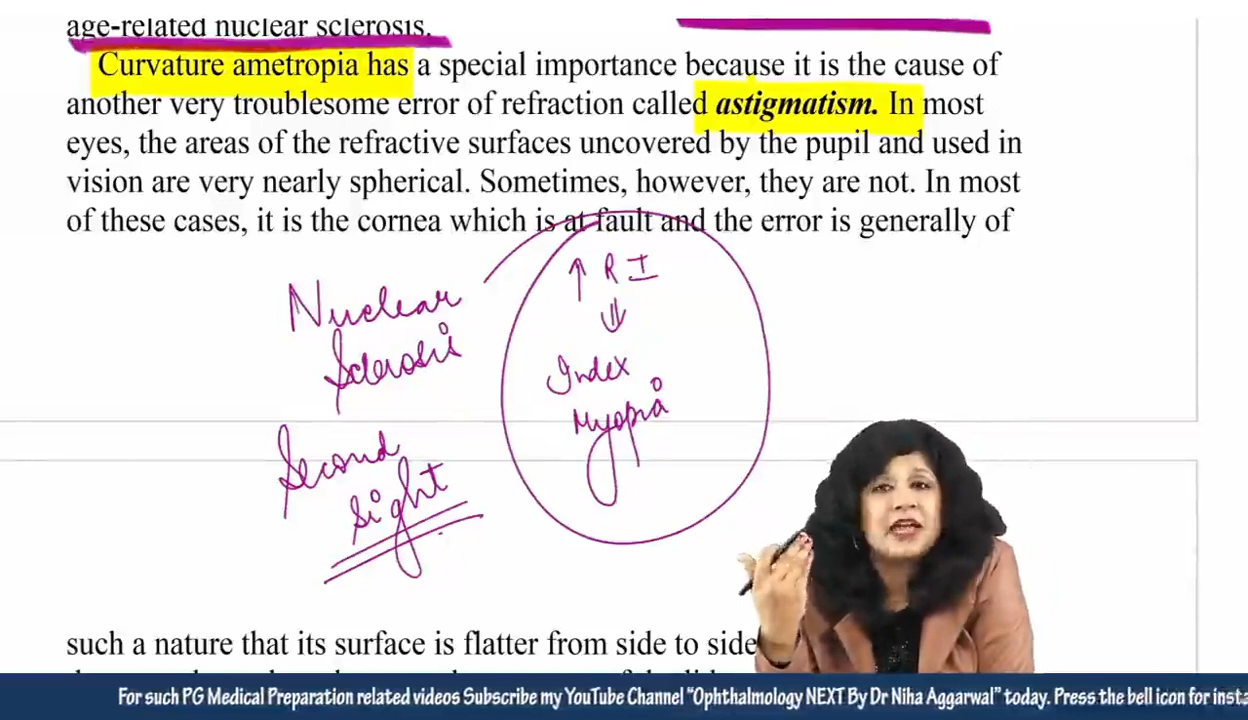 age-related nuclear sclerosis.
Curvature ametropia has a special importance because it is the cause of
another very troublesome error of refraction called astigmatism. In most
eyes, the areas of the refractive surfaces uncovered by the pupil and used in
vision are very nearly spherical. Sometimes, however, they are not. In most
of these cases, it is the cornea which is at fault and the error is generally of
↑ R I
⇓
Index
Myopia
Nuclear
Sclerosis
Second
Sight
such a nature that its surface is flatter from side to side
For such PG Medical Preparation related videos Subscribe my YouTube Channel “Ophthalmology NEXT By Dr Niha Aggarwal” today. Press the bell icon for insta